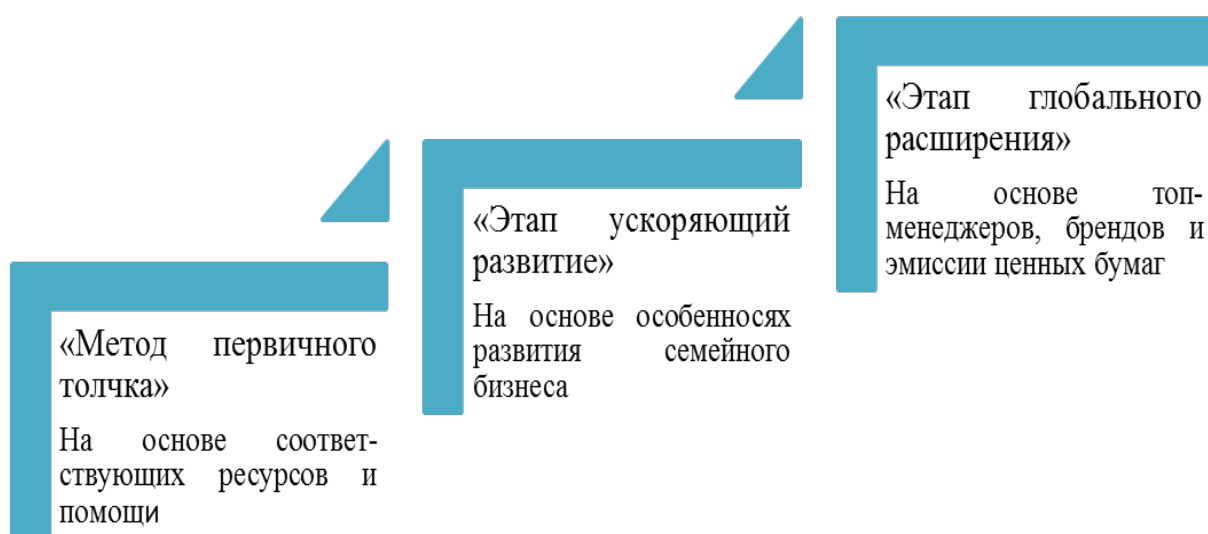 «Метод первичного
толчка»
На основе соответ-
ствующих ресурсов и
помощи
«Этап ускоряющий
развитие»
На основе особенносях
развития семейного
бизнеса
«Этап глобального
расширения»
На основе топ-
менеджеров, брендов и
эмиссии ценных бумаг